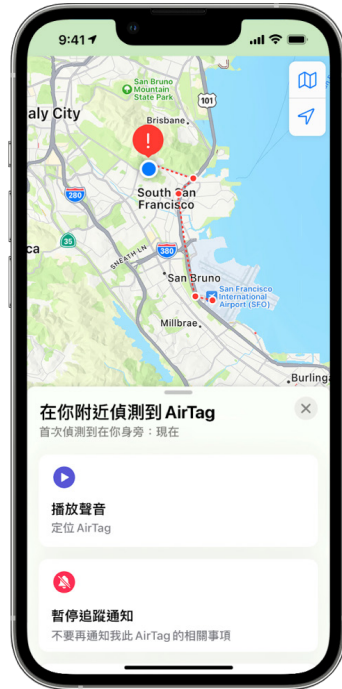 9:41
San Bruno
Mountain
State Park
101
aly City
Brisbane
!
280
South San
Francisco
35
ca
SNEATH LN
380
San Bruno
San Francisco
International
Airport (SFO)
Millbrae
Burling
在你附近偵測到 AirTag
首次偵測到在你身旁：現在
播放聲音
定位 AirTag
暫停追蹤通知
不要再通知我此 AirTag 的相關事項